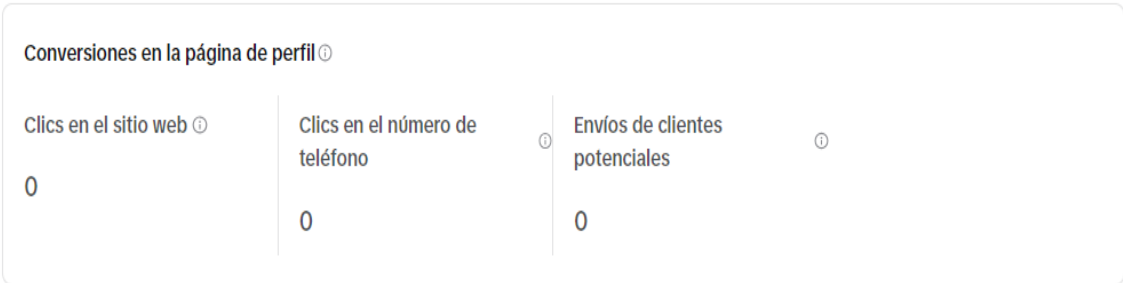 Conversiones en la página de perfil
Clics en el sitio web
0
Clics en el número de
teléfono
0
Envíos de clientes
potenciales
0